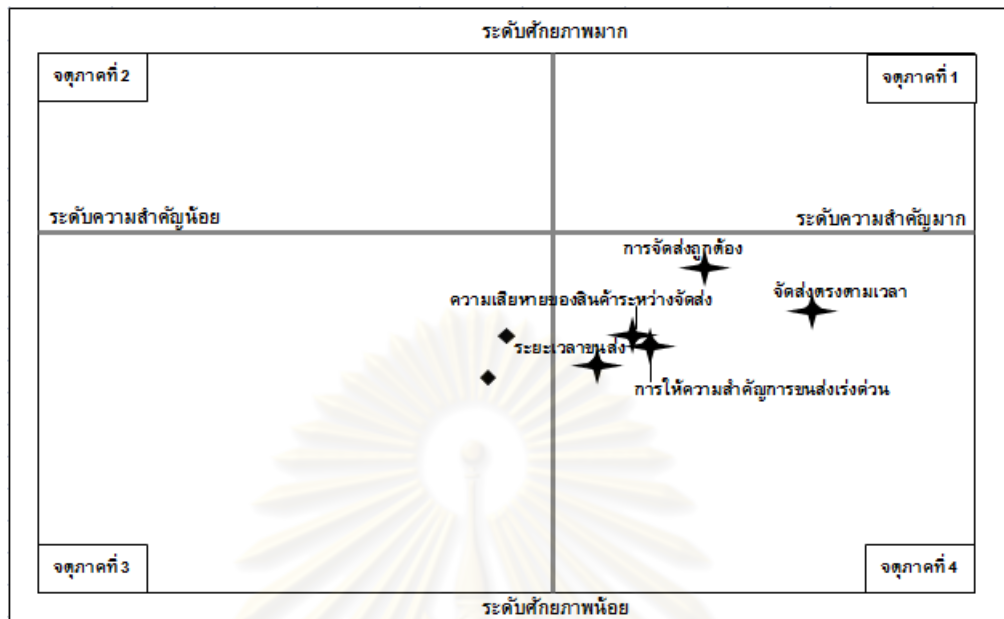 ระดับศักยภาพมาก
จตุภาคที่ 2
จตุภาคที่ 1
ระดับความสำคัญน้อย
ระดับความสำคัญมาก
การจัดส่งถูกต้อง
จัดส่งตรงตามเวลา
ความเสียหายของสินค้าระหว่างจัดส่ง
ระยะเวลาขนส่ง
การให้ความสำคัญการขนส่งเร่งด่วน
จตุภาคที่ 3
จตุภาคที่ 4
ระดับศักยภาพน้อย